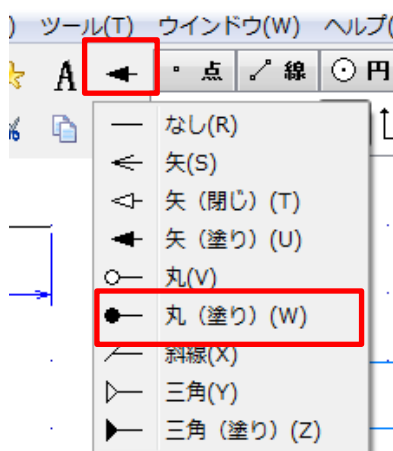 ) ツール(T) ウインドウ(W) ヘルプ(
A 点 線 円
なし(R)
矢(S)
矢（閉じ）(T)
矢（塗り）(U)
丸(V)
丸（塗り）(W)
斜線(X)
三角(Y)
三角（塗り）(Z)